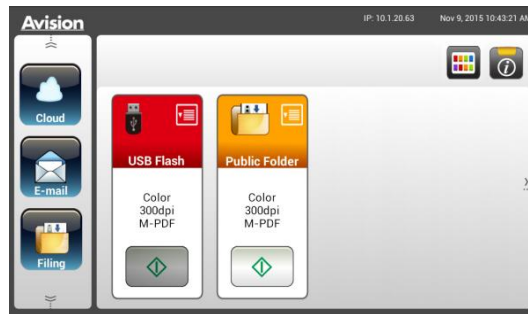 Avision
IP: 10.1.20.63 Nov 9, 2015 10:43:21 AM
Cloud
E-mail
Filing
USB Flash
Color
300dpi
M-PDF
Public Folder
Color
300dpi
M-PDF